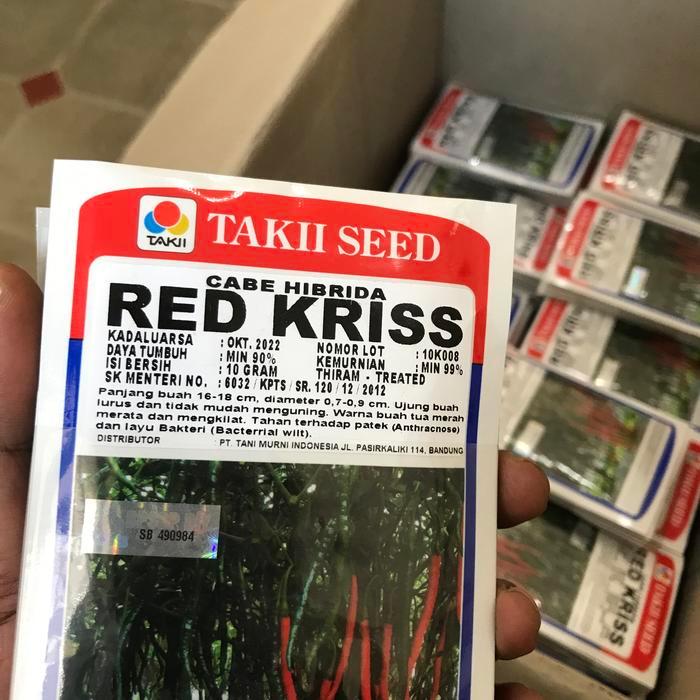 TAKII
TAKII SEED
CABE HIBRIDA
RED KRISS
KADALUARSA : OKT. 2022
DAYA TUMBUH : MIN 90%
ISI BERSIH : 10 GRAM
SK MENTERI NO. : 6032 / KPTS / SR. 120 / 12 / 2012
NOMOR LOT : 10K008
KEMURNIAN : MIN 99%
THIRAM - TREATED
Panjang buah 16-18 cm, diameter 0,7-0,9 cm. Ujung buah
lurus dan tidak mudah menguning. Warna buah tua merah
merata dan mengkilat. Tahan terhadap patek (Anthracnose)
dan layu Bakteri (Bacterrial wilt).
DISTRIBUTOR : PT. TANI MURNI INDONESIA JL. PASIRKALIKI 114, BANDUNG
SB 490984
RED KRISS
RED KRISS